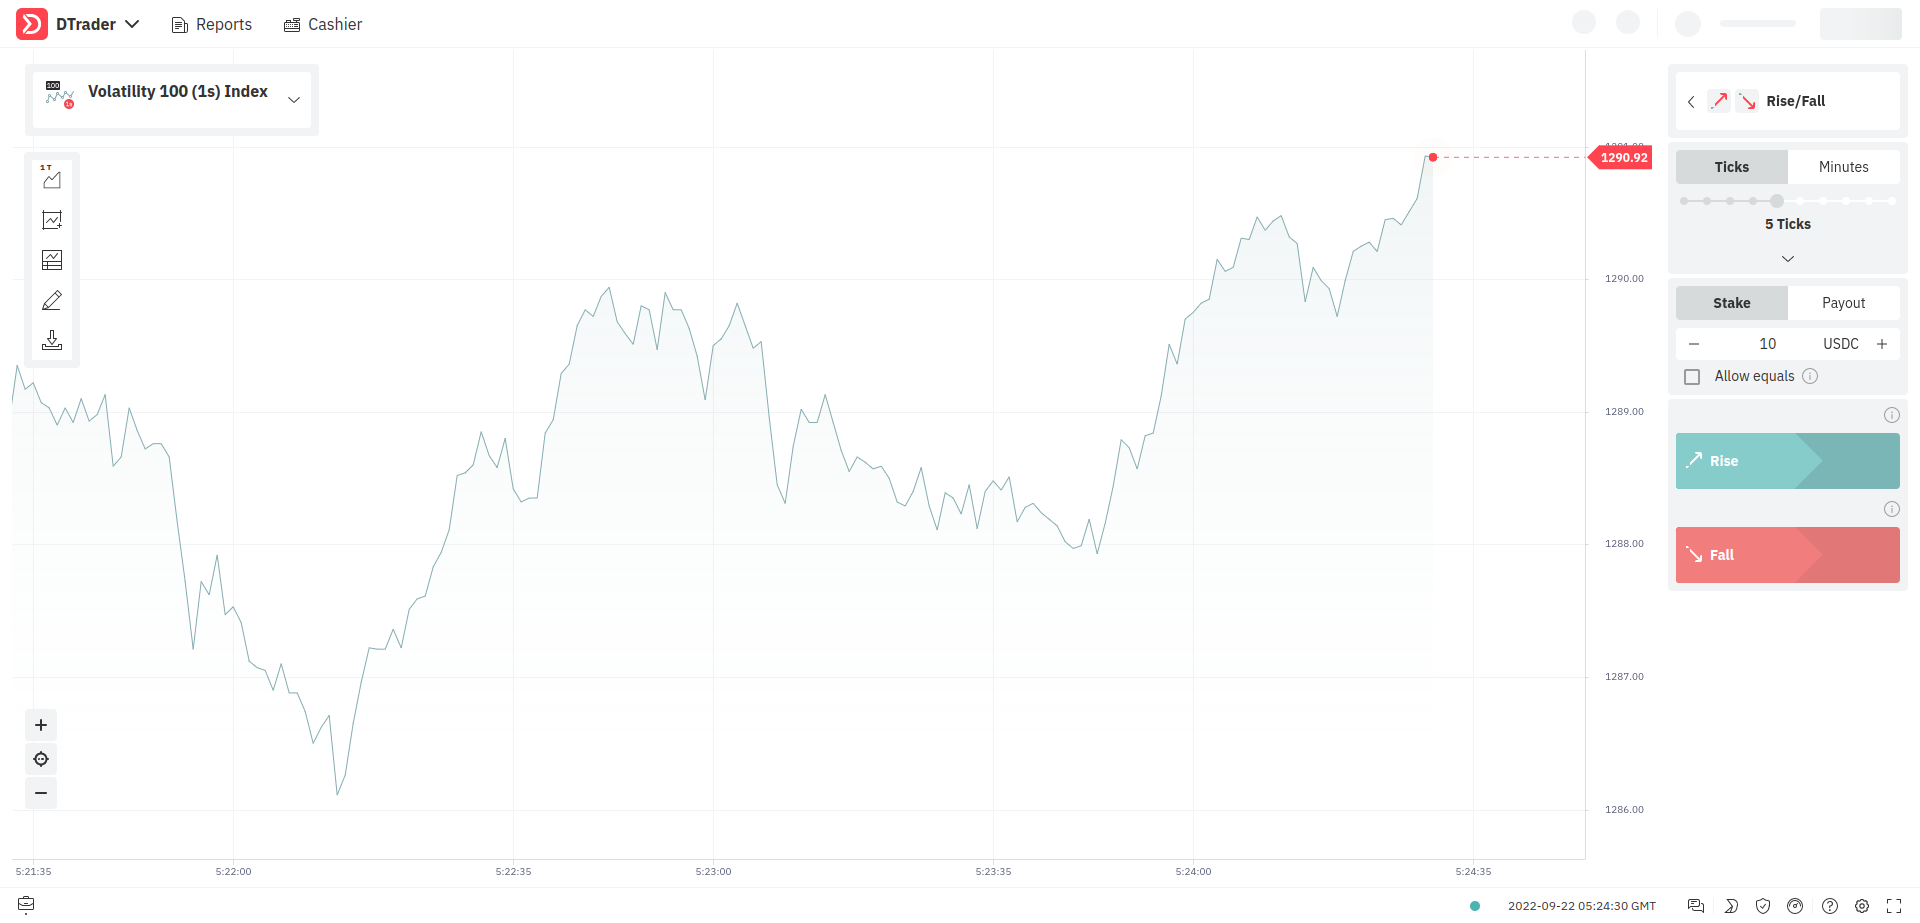 DTrader
Reports
Cashier
100
Volatility 100 (1s) Index
1s
1T
1290.92
1290.00
1289.00
1288.00
1287.00
1286.00
5:21:35
5:22:00
5:22:35
5:23:00
5:23:35
5:24:00
5:24:35
Rise/Fall
Ticks
Minutes
5 Ticks
Stake
Payout
10
USDC
Allow equals
Rise
Fall
2022-09-22 05:24:30 GMT